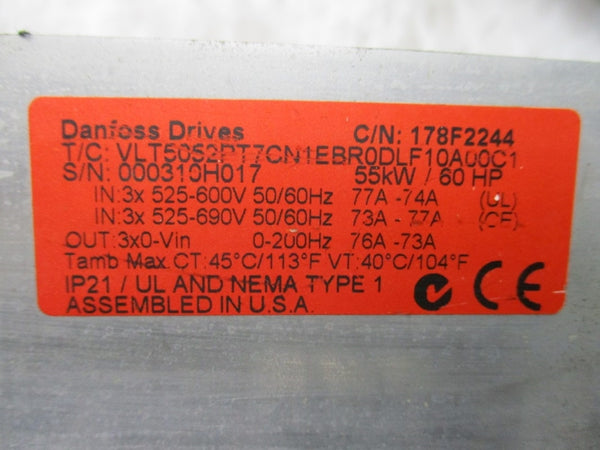 Danfoss Drives C/N: 178F2244
T/C: VLT5052PT7CN1EBR0DLF10A00C1
S/N: 000310H017 55kW / 60 HP
IN:3x 525-600V 50/60Hz 77A -74A (UL)
IN:3x 525-690V 50/60Hz 73A - 77A (CE)
OUT:3x0-Vin 0-200Hz 76A -73A
Tamb Max CT:45°C/113°F VT:40°C/104°F
IP21 / UL AND NEMA TYPE 1 CE
ASSEMBLED IN U.S.A.